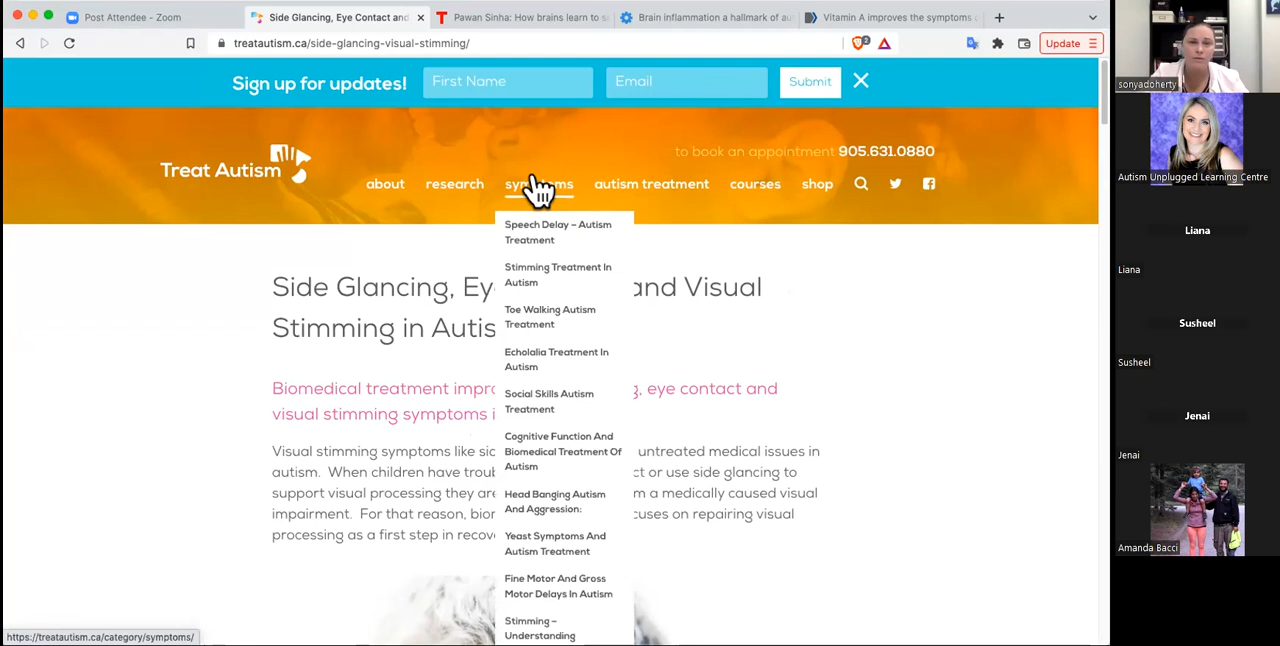 Post Attendee - Zoom
Side Glancing, Eye Contact and
Pawan Sinha: How brains learn to s
Brain inflammation a hallmark of au
Vitamin A improves the symptoms o
treatautism.ca/side-glancing-visual-stimming/
2
Update
Sign up for updates!
First Name
Email
Submit
Treat Autism
to book an appointment 905.631.0880
about
research
symptoms
autism treatment
courses
shop
Speech Delay – Autism
Treatment
Stimming Treatment In
Autism
Toe Walking Autism
Treatment
Echolalia Treatment In
Autism
Social Skills Autism
Treatment
Cognitive Function And
Biomedical Treatment Of
Autism
Head Banging Autism
And Aggression:
Yeast Symptoms And
Autism Treatment
Fine Motor And Gross
Motor Delays In Autism
Stimming –
Understanding
Side Glancing, Ey and Visual
Stimming in Autis
Biomedical treatment impro g, eye contact and
visual stimming symptoms i
Visual stimming symptoms like sid untreated medical issues in
autism. When children have troub ct or use side glancing to
support visual processing they are m a medically caused visual
impairment. For that reason, bior cuses on repairing visual
processing as a first step in recov
https://treatautism.ca/category/symptoms/
sonyadoherty
Autism Unplugged Learning Centre
Liana
Liana
Susheel
Susheel
Jenai
Jenai
Amanda Bacci